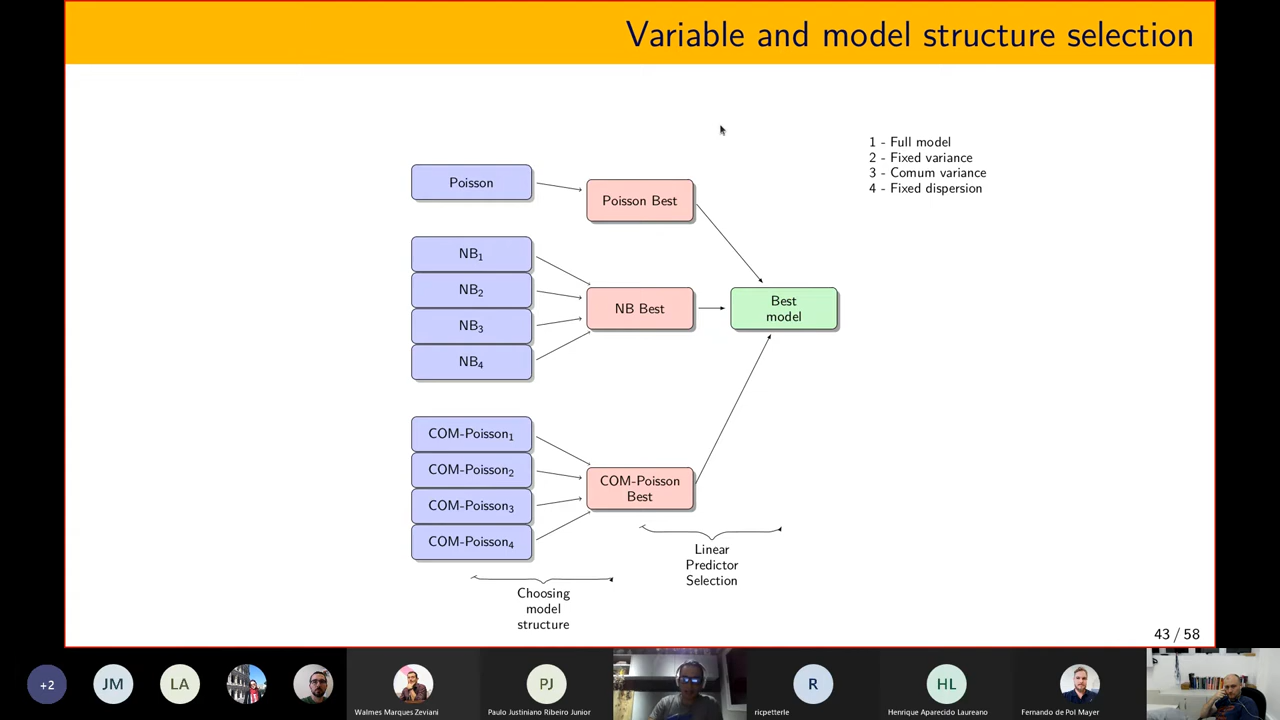 Variable and model structure selection
1 - Full model
2 - Fixed variance
3 - Comum variance
4 - Fixed dispersion
Poisson
Poisson Best
NB1
NB2
NB3
NB4
NB Best
Best
model
COM-Poisson1
COM-Poisson2
COM-Poisson3
COM-Poisson4
COM-Poisson
Best
Linear
Predictor
Selection
Choosing
model
structure
43 / 58
+2
JM
LA
Walmes Marques Zeviani
PJ
Paulo Justiniano Ribeiro Junior
R
ricpetterle
HL
Henrique Aparecido Laureano
Fernando de Pol Mayer